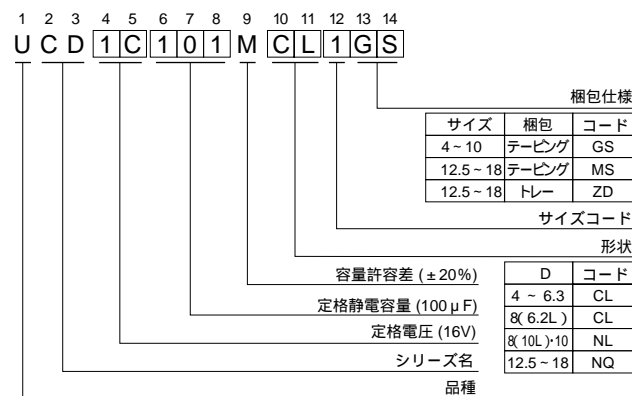 1 2 3 4 5 6 7 8 9 10 11 12 13 14
U C D 1 C 1 0 1 M C L 1 G S
梱包仕様
サイズ 梱包 コード
4 ~ 10 テーピング GS
12.5 ~ 18 テーピング MS
12.5 ~ 18 トレー ZD
サイズコード
形状
容量許容差 (±20%)
D コード
定格静電容量 (100 µF)
4 ~ 6.3 CL
8( 6.2L ) CL
定格電圧 (16V)
8( 10L )・10 NL
シリーズ名
12.5 ~ 18 NQ
品種